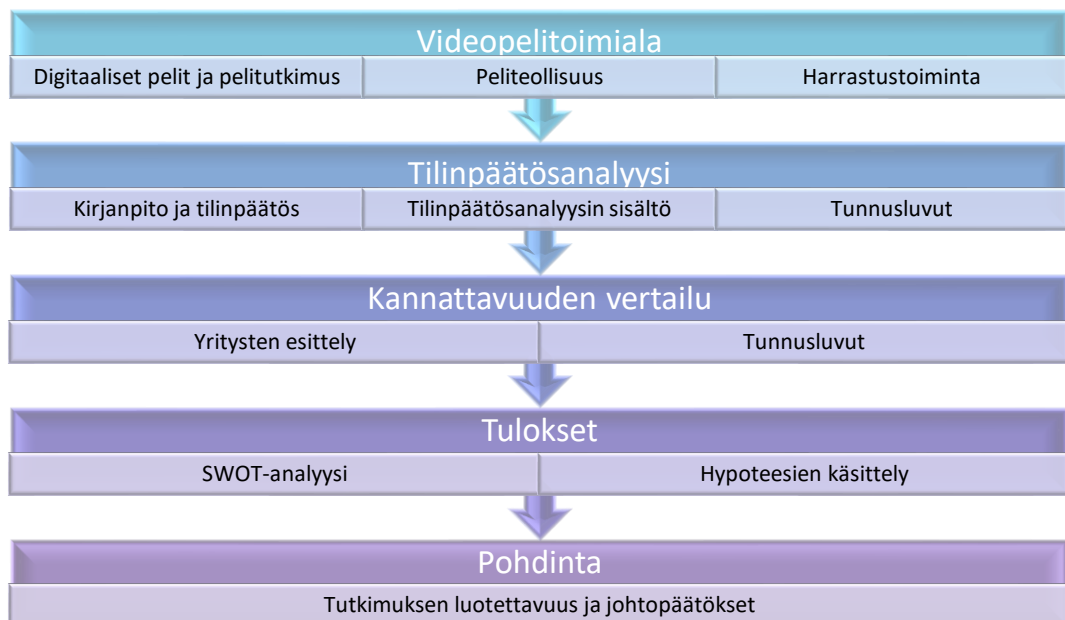 Videopelitoimiala
Digitaaliset pelit ja pelitutkimus
Peliteollisuus
Harrastustoiminta
Tilinpäätösanalyysi
Kirjanpito ja tilinpäätös
Tilinpäätösanalyysin sisältö
Tunnusluvut
Kannattavuuden vertailu
Yritysten esittely
Tunnusluvut
Tulokset
SWOT-analyysi
Hypoteesien käsittely
Pohdinta
Tutkimuksen luotettavuus ja johtopäätökset